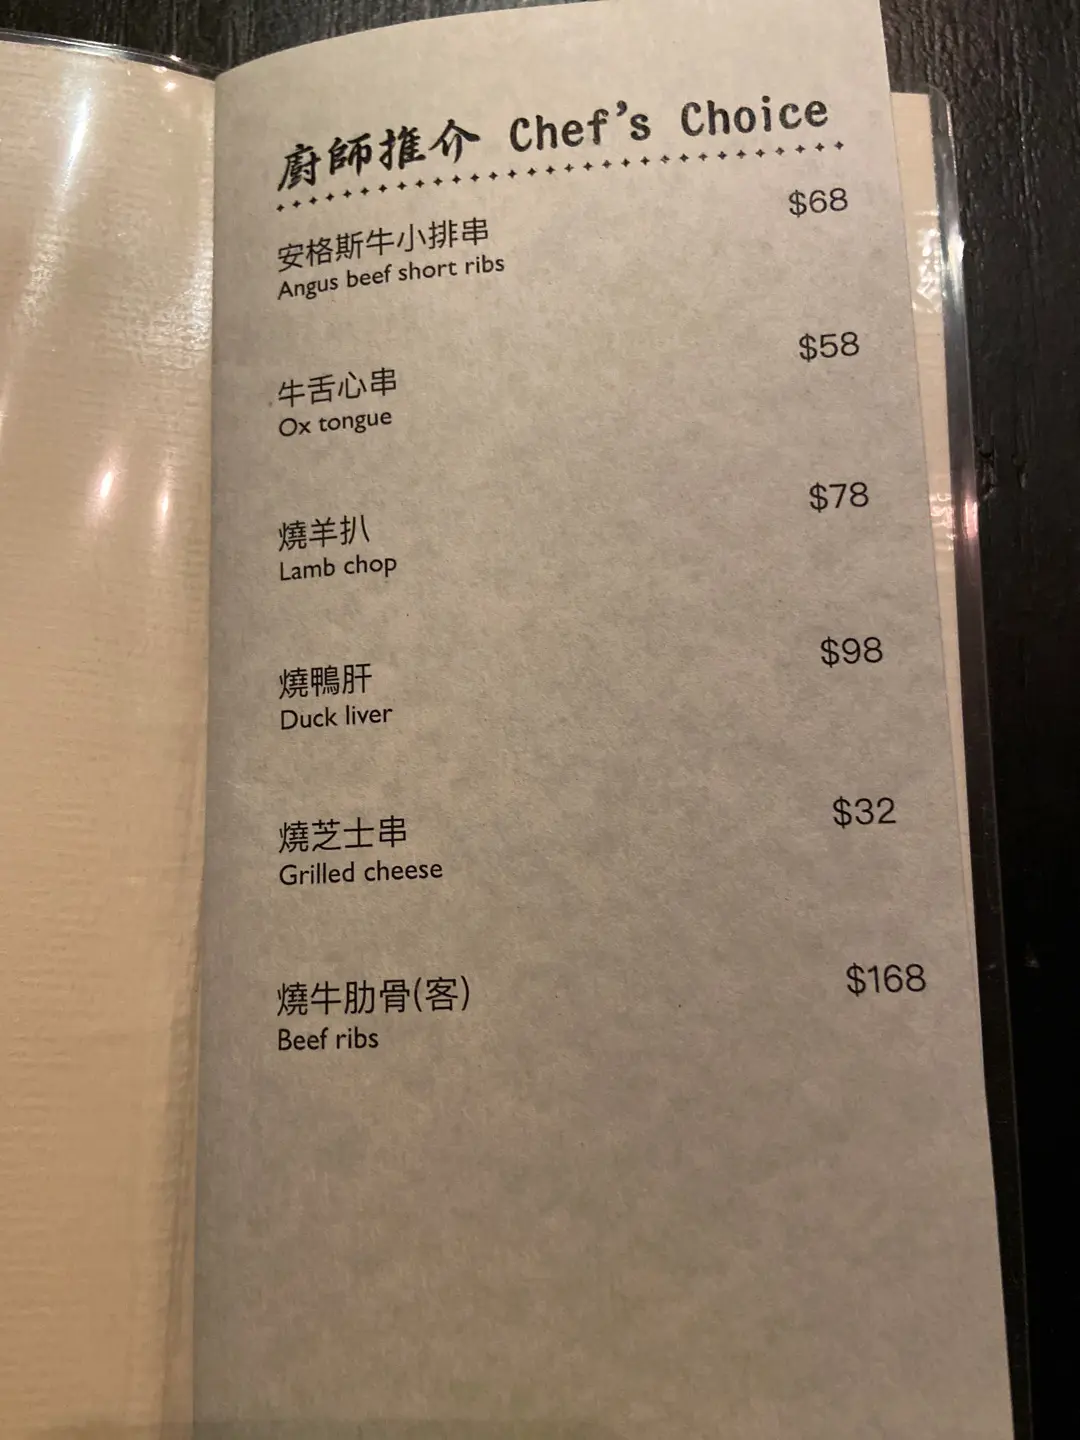 廚師推介 Chef's Choice
安格斯牛小排串 $68
Angus beef short ribs
牛舌心串 $58
Ox tongue
燒羊扒 $78
Lamb chop
燒鴨肝 $98
Duck liver
燒芝士串 $32
Grilled cheese
燒牛肋骨(客) $168
Beef ribs